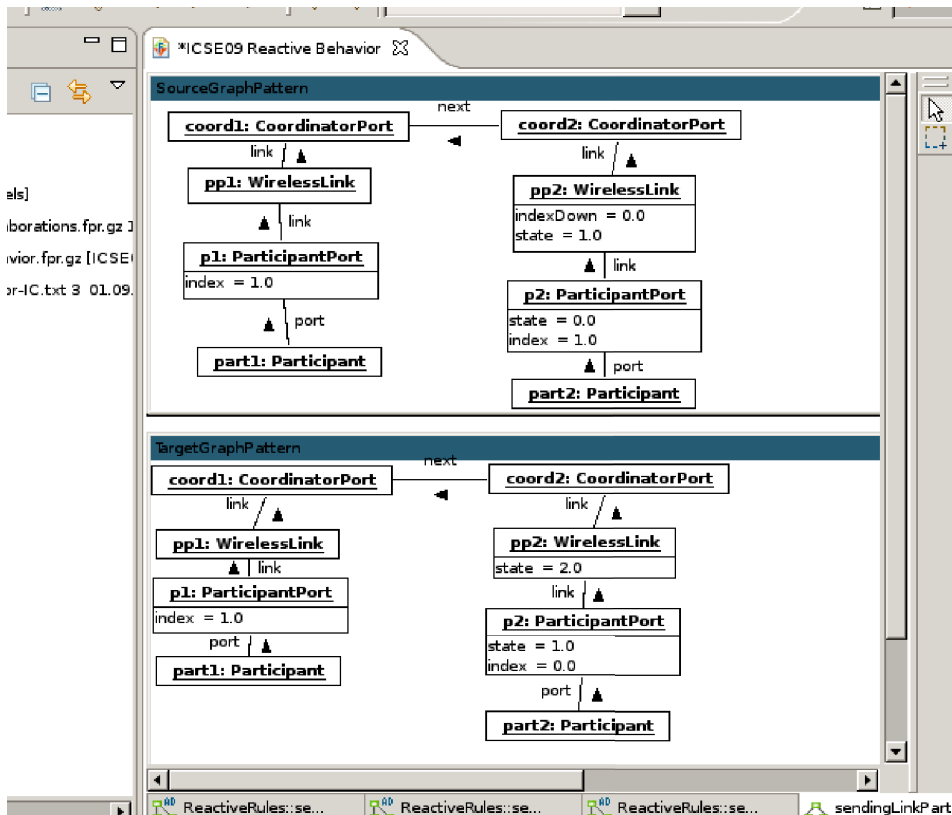 *ICSE09 Reactive Behavior
els]
aborations.fpr.gz 1
avior.fpr.gz [ICSE
or-IC.txt 3 01.09.
SourceGraphPattern
next
coord1: CoordinatorPort
coord2: CoordinatorPort
link
link
pp1: WirelessLink
pp2: WirelessLink
indexDown = 0.0
state = 1.0
link
link
p1: ParticipantPort
index = 1.0
p2: ParticipantPort
state = 0.0
index = 1.0
port
port
part1: Participant
part2: Participant
TargetGraphPattern
next
coord1: CoordinatorPort
coord2: CoordinatorPort
link
link
pp1: WirelessLink
pp2: WirelessLink
state = 2.0
link
link
p1: ParticipantPort
index = 1.0
p2: ParticipantPort
state = 1.0
index = 0.0
port
port
part1: Participant
part2: Participant
ReactiveRules::se...
ReactiveRules::se...
ReactiveRules::se...
sendingLinkPart